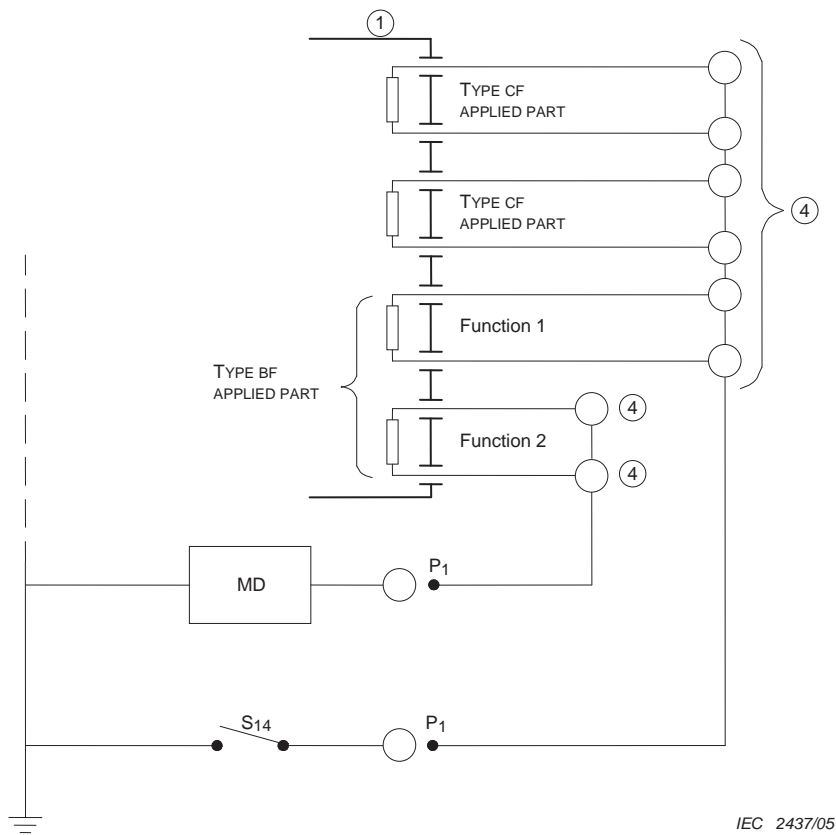 1
TYPE CF
APPLIED PART
TYPE CF
APPLIED PART
4
Function 1
TYPE BF
APPLIED PART
4
Function 2
4
P1
MD
S14
P1
IEC 2437/05